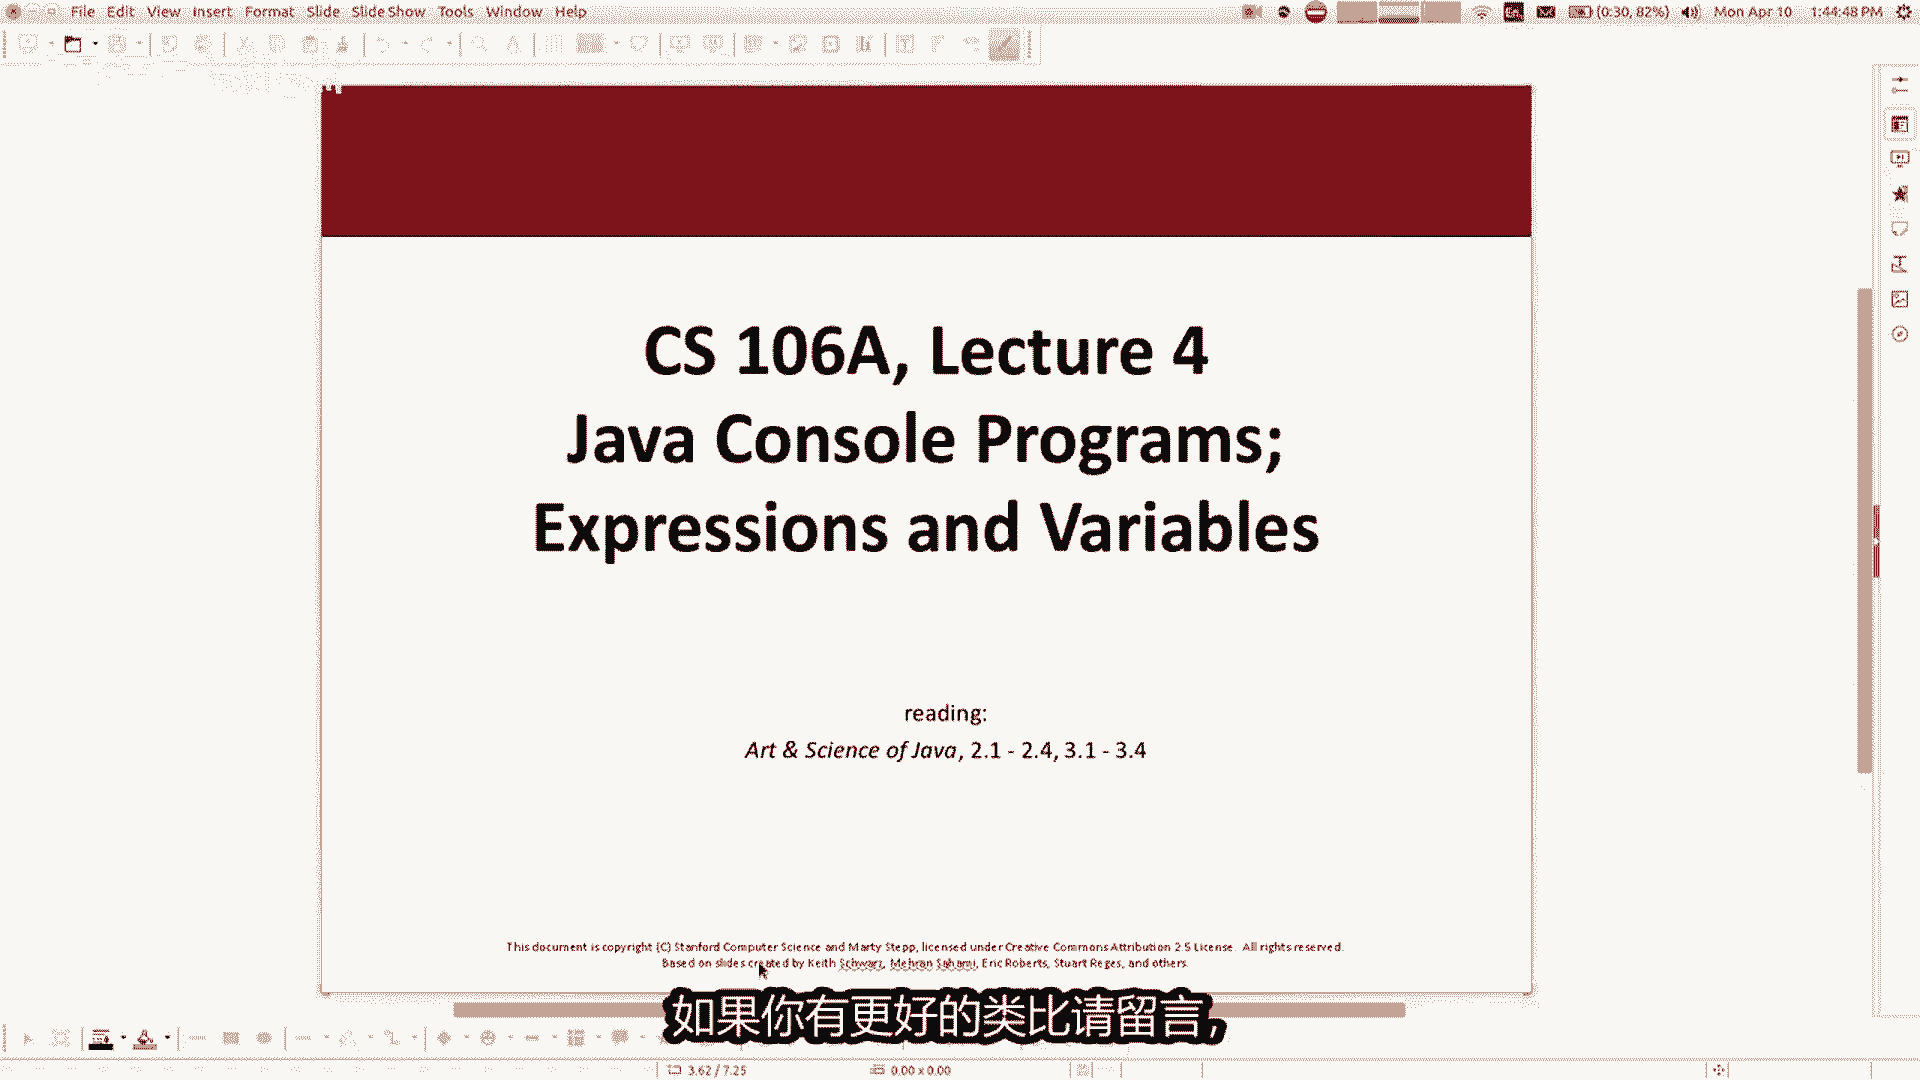 File Edit View Insert Format Slide Slide Show Tools Window Help
(0:30, 82%) Mon Apr 10 1:44:48 PM
CS 106A, Lecture 4
Java Console Programs;
Expressions and Variables
reading:
Art & Science of Java, 2.1 - 2.4, 3.1 - 3.4
This document is copyright (C) Stanford Computer Science and Marty Stepp, licensed under Creative Commons Attribution 2.5 License. All rights reserved.
Based on slides created by Keith Schwarz, Mehran Sahami, Eric Roberts, Stuart Reges, and others.
如果你有更好的类比请留言,
3.62 / 7.25 0.00 x 0.00